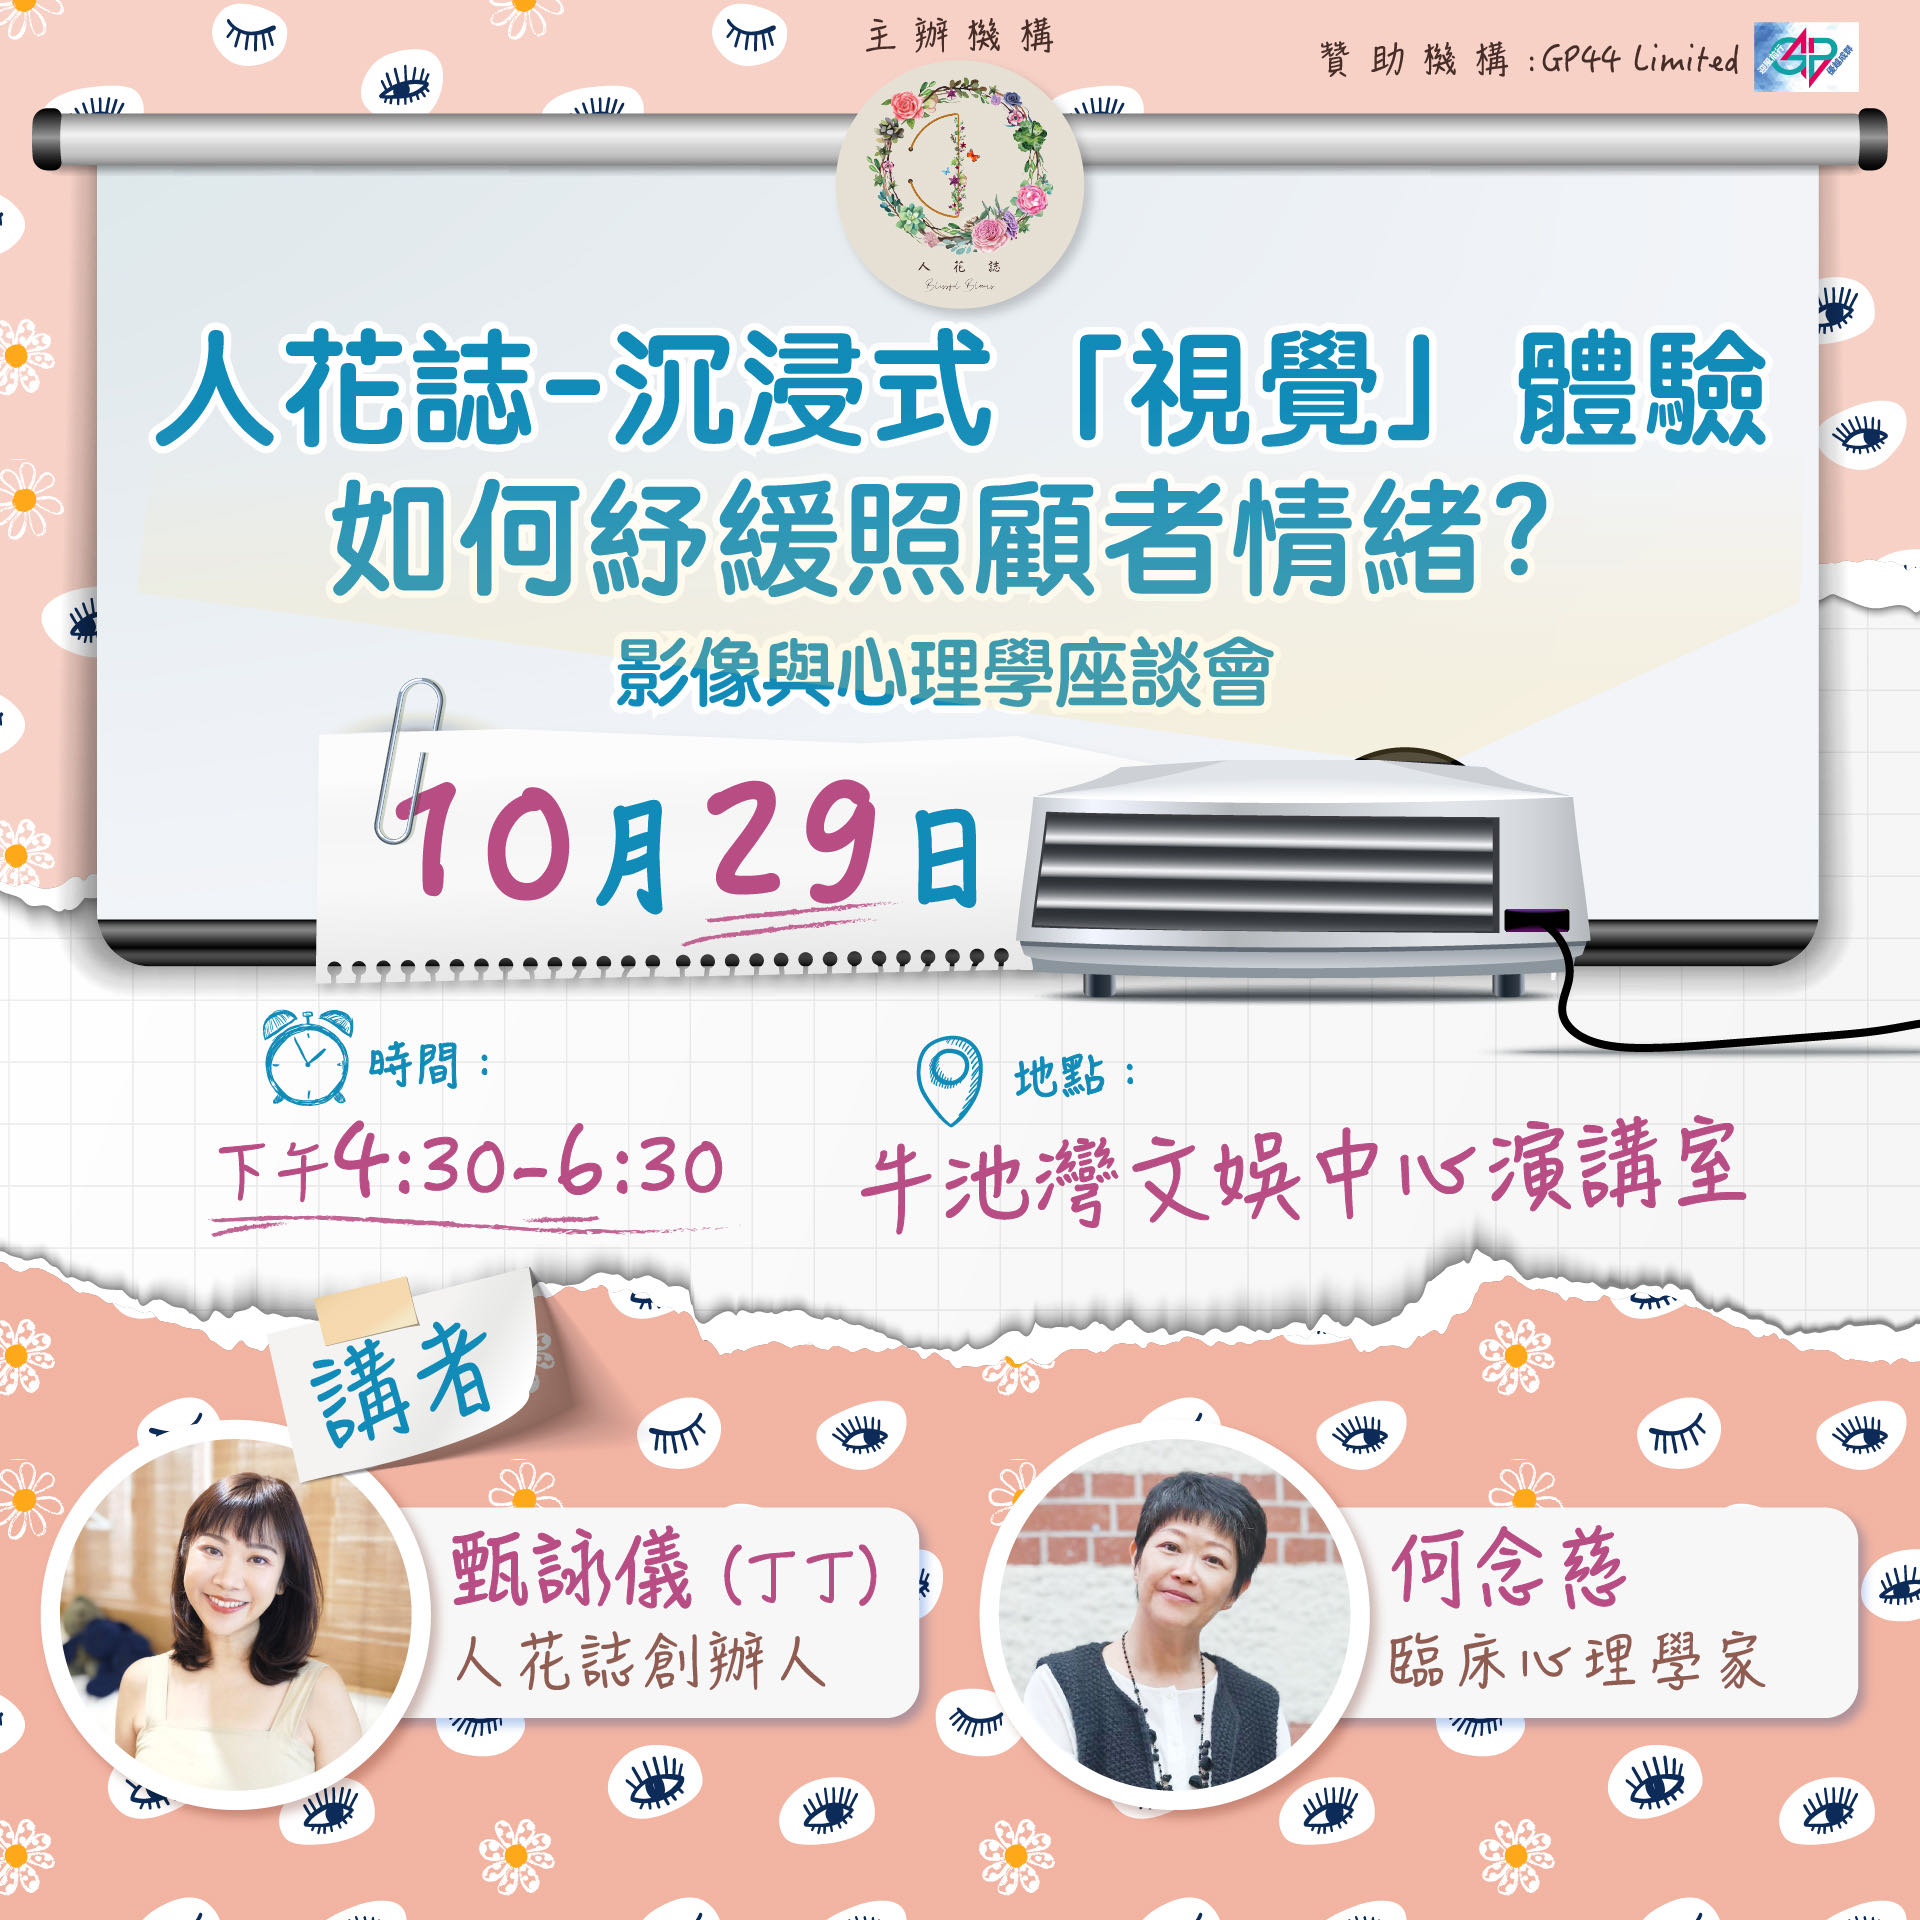 主辦機構
贊助機構:GP44 Limited
人花誌
人花誌-沉浸式「視覺」體驗
如何紓緩照顧者情緒?
影像與心理學座談會
10月29日
時間：
下午4:30-6:30
地點：
牛池灣文娛中心演講室
講者
甄詠儀(丁丁)
人花誌創辦人
何念慈
臨床心理學家